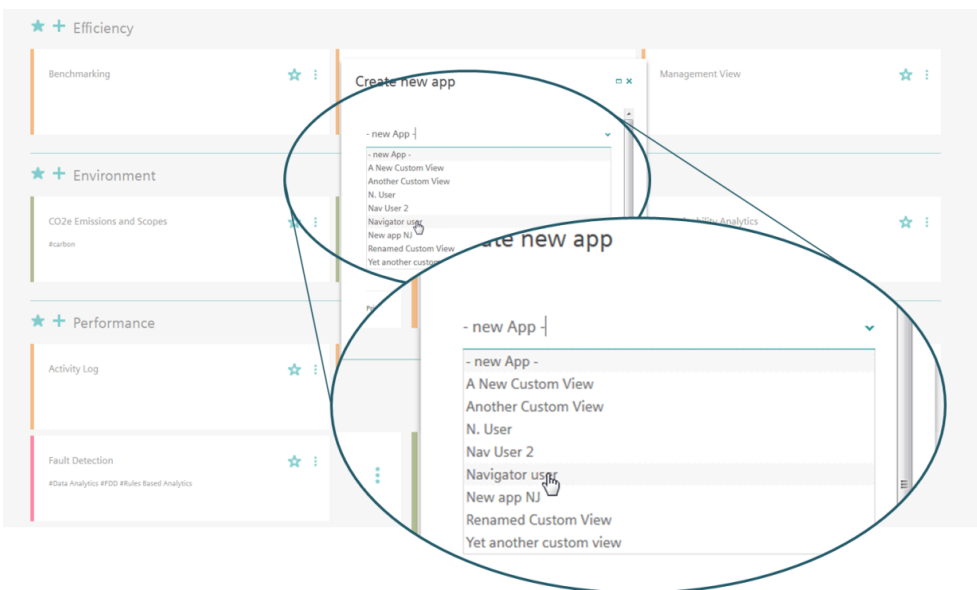 Efficiency
Benchmarking
Create new app
Management View
- new App -
- new App -
A New Custom View
Another Custom View
N. User
Nav User 2
Navigator user
New app NJ
Renamed Custom View
Yet another custom
Environment
CO2e Emissions and Scopes
#carbon
Analytics
Performance
Activity Log
Fault Detection
#Data Analytics #FDD #Rules Based Analytics
new app
- new App -
- new App -
A New Custom View
Another Custom View
N. User
Nav User 2
Navigator user
New app NJ
Renamed Custom View
Yet another custom view